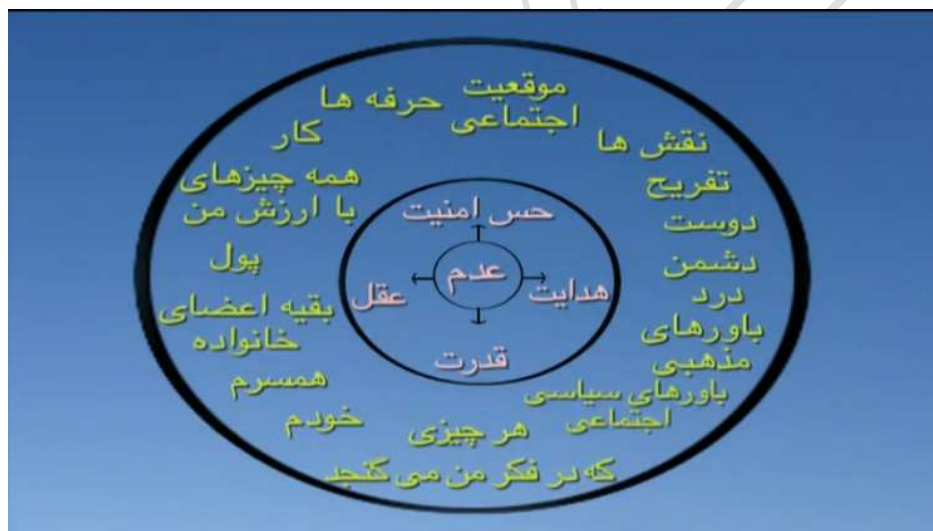 موقعیت
اجتماعی
حرفه ها
کار
همه چیزهای
با ارزش من
پول
بقیه اعضای
خانواده
همسرم
خودم
هر چیزی
که در فکر من می گنجد.
باورهای سیاسی
اجتماعی
باورهای
مذهبی
درد
دشمن
دوست
تفریح
نقش ها
حس امنیت
هدایت
عدم
عقل
قدرت